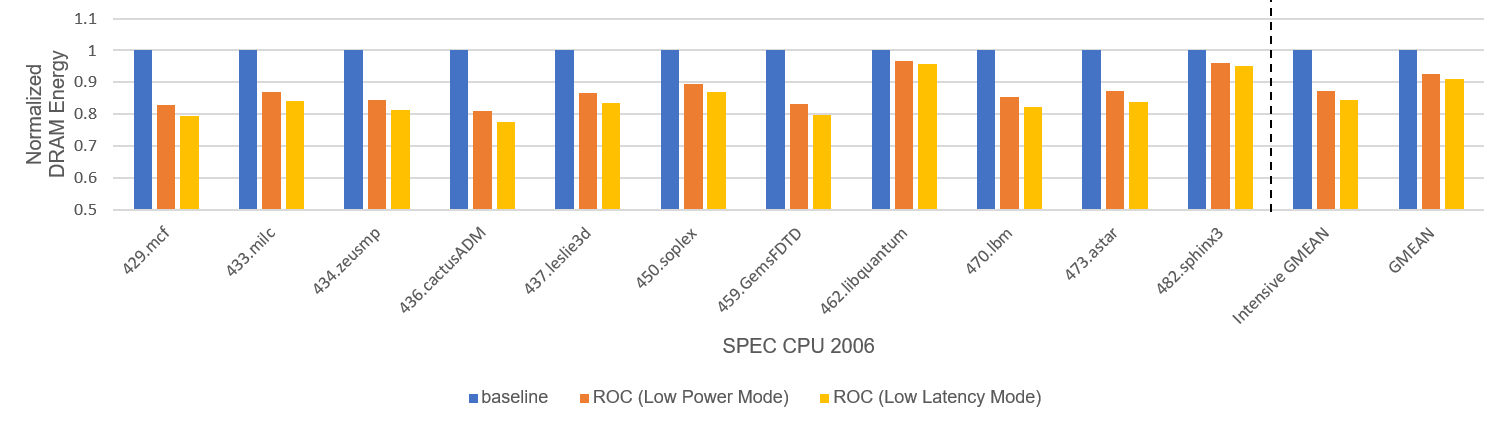 1.1
1
0.9
0.8
0.7
0.6
0.5
Normalized
DRAM Energy
429.mcf
433.milc
434.zeusmp
436.cactusADM
437.leslie3d
450.soplex
459.GemsFDTD
462.libquantum
470.lbm
473.astar
482.sphinx3
Intensive GMEAN
GMEAN
SPEC CPU 2006
baseline
ROC (Low Power Mode)
ROC (Low Latency Mode)